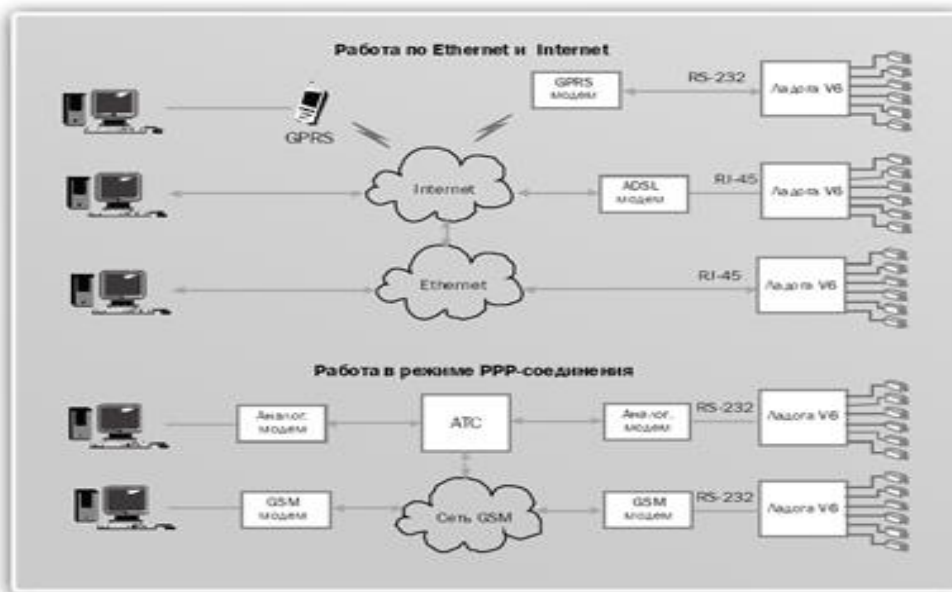 Работа по Ethernet и Internet
GPRS
GPRS
модем
RS-232
Ладога V6
Internet
ADSL
модем
RJ-45
Ладога V6
Ethernet
RJ-45
Ладога V6
Работа в режиме PPP-соединения
Аналог.
модем
АТС
Аналог.
модем
RS-232
Ладога V6
GSM
модем
Сеть GSM
GSM
модем
RS-232
Ладога V6